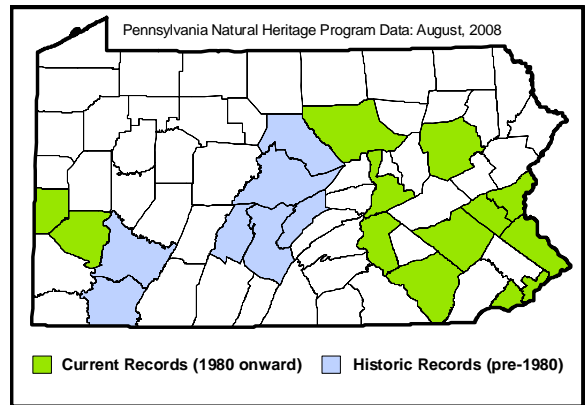 Pennsylvania Natural Heritage Program Data: August, 2008
Current Records (1980 onward) Historic Records (pre-1980)